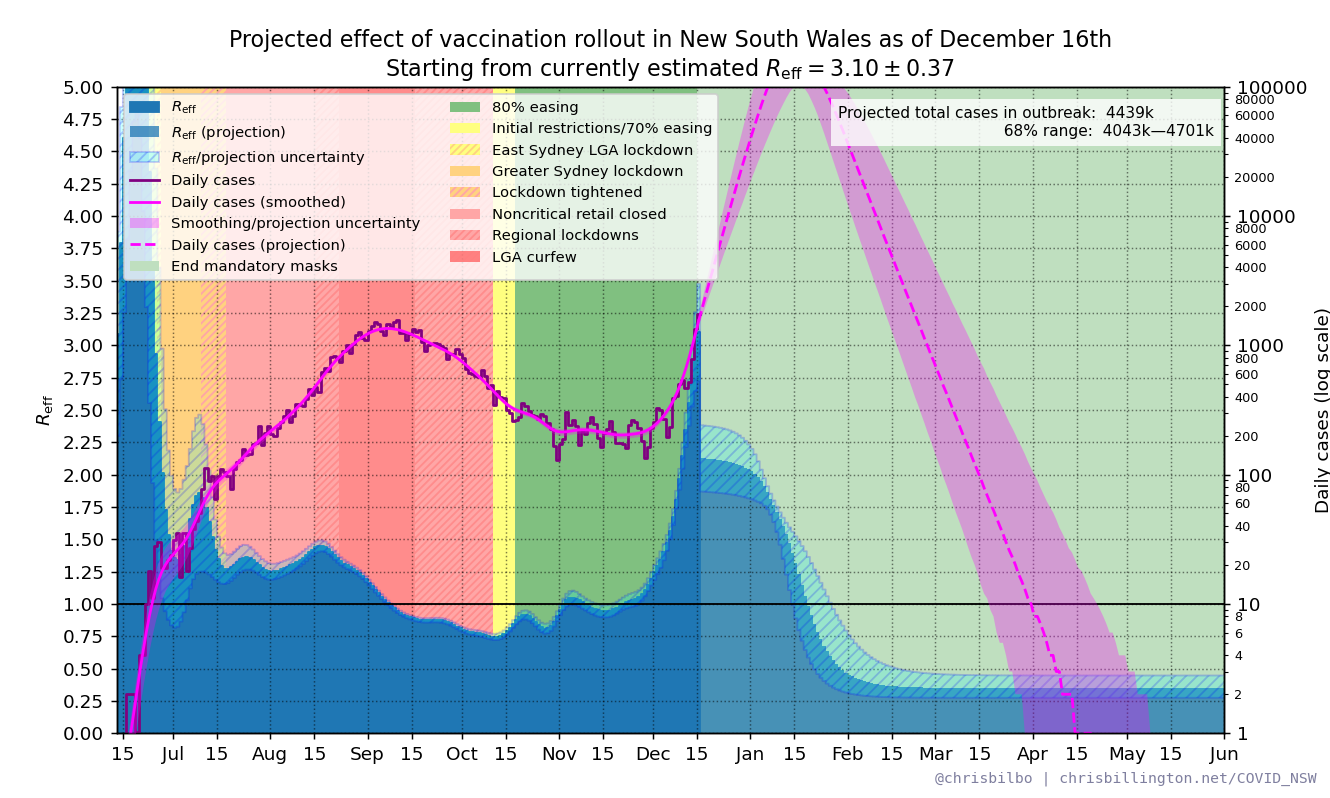 Projected effect of vaccination rollout in New South Wales as of December 16th
Starting from currently estimated R_eff = 3.10 ± 0.37
5.00
4.75
4.50
4.25
4.00
3.75
3.50
3.25
3.00
2.75
2.50
2.25
2.00
1.75
1.50
1.25
1.00
0.75
0.50
0.25
0.00
R_eff
R_eff
R_eff (projection)
R_eff/projection uncertainty
Daily cases
Daily cases (smoothed)
Smoothing/projection uncertainty
Daily cases (projection)
End mandatory masks
80% easing
Initial restrictions/70% easing
East Sydney LGA lockdown
Greater Sydney lockdown
Lockdown tightened
Noncritical retail closed
Regional lockdowns
LGA curfew
Projected total cases in outbreak: 4439k
68% range: 4043k—4701k
100000
80000
60000
40000
20000
10000
8000
6000
4000
2000
1000
800
600
400
200
100
80
60
40
20
10
8
6
4
2
1
Daily cases (log scale)
15 Jul 15 Aug 15 Sep 15 Oct 15 Nov 15 Dec 15 Jan 15 Feb 15 Mar 15 Apr 15 May 15 Jun
@chrisbilbo | chrisbillington.net/COVID_NSW